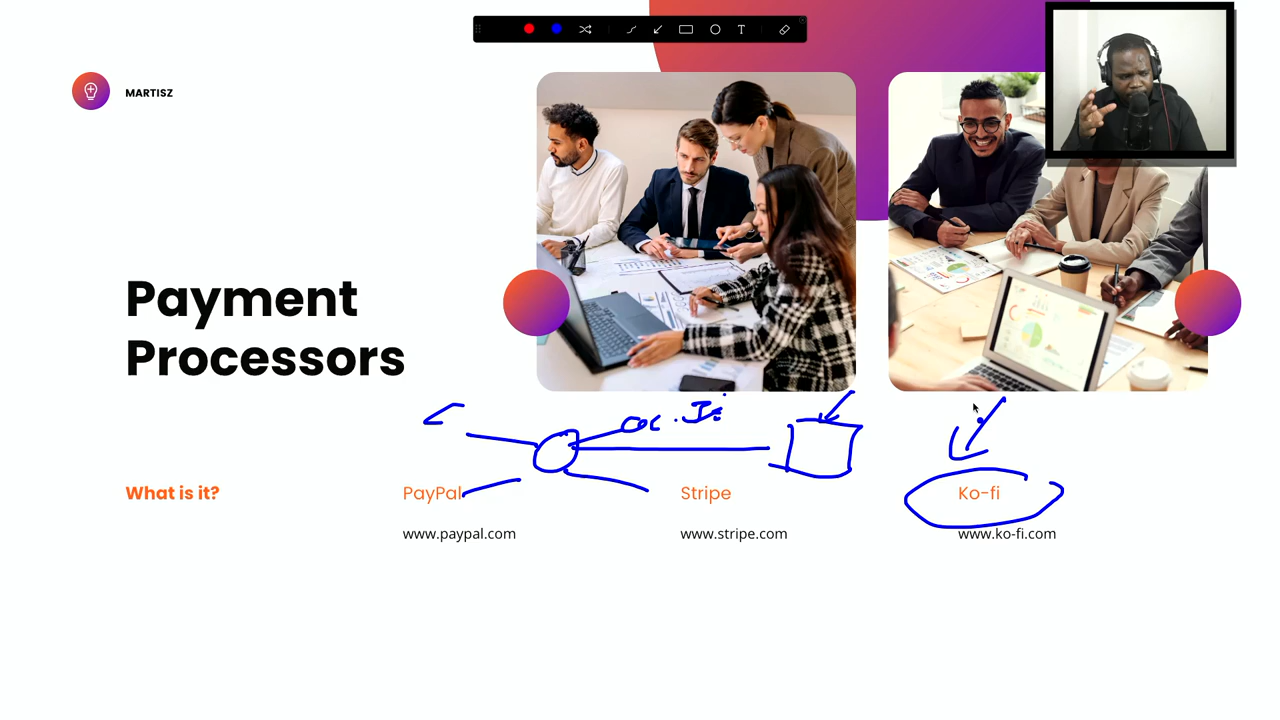 T
MARTISZ
Payment
Processors
What is it?
PayPal
Stripe
Ko-fi
www.paypal.com
www.stripe.com
www.ko-fi.com